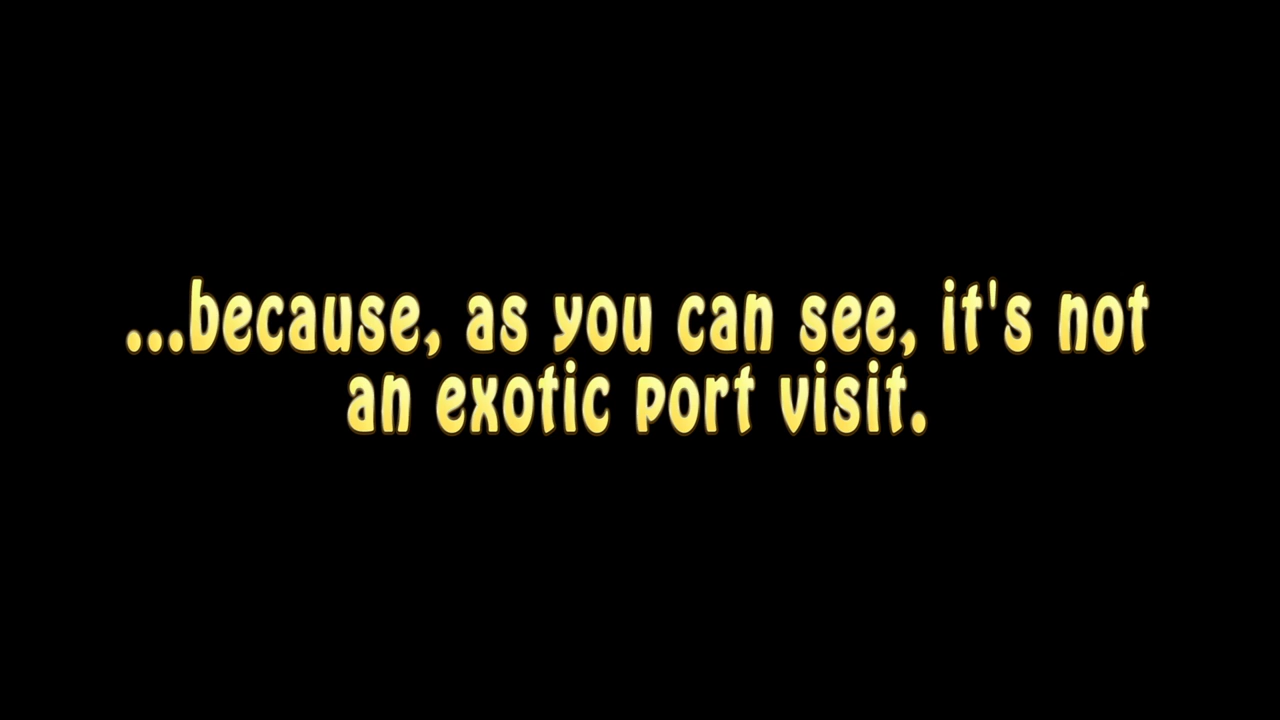 ...because, as you can see, it's not
an exotic port visit.